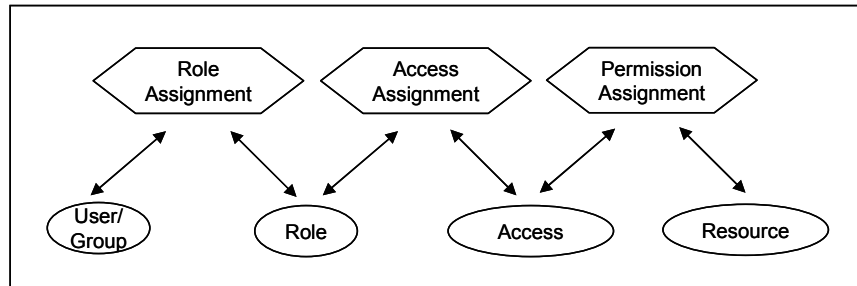 Role
Assignment
Access
Assignment
Permission
Assignment
User/
Group
Role
Access
Resource